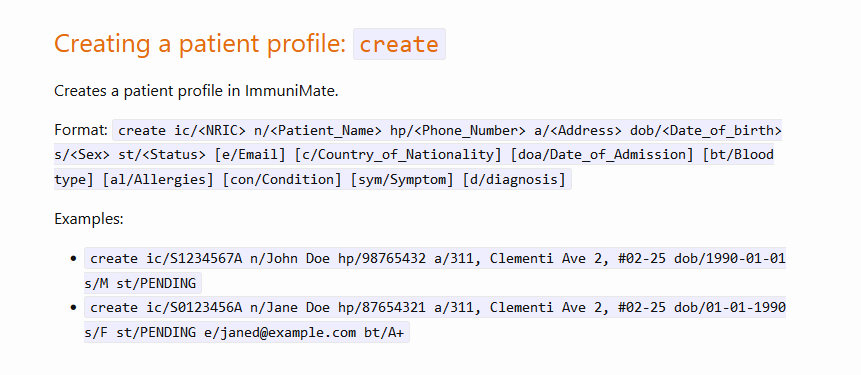 Creating a patient profile: create
Creates a patient profile in ImmuniMate.
Format: create ic/<NRIC> n/<Patient_Name> hp/<Phone_Number> a/<Address> dob/<Date_of_birth>
s/<Sex> st/<Status> [e/Email] [c/Country_of_Nationality] [doa/Date_of_Admission] [bt/Blood
type] [al/Allergies] [con/Condition] [sym/Symptom] [d/diagnosis]
Examples:
• create ic/S1234567A n/John Doe hp/98765432 a/311, Clementi Ave 2, #02-25 dob/1990-01-01
s/M st/PENDING
• create ic/S0123456A n/Jane Doe hp/87654321 a/311, Clementi Ave 2, #02-25 dob/01-01-1990
s/F st/PENDING e/janed@example.com bt/A+